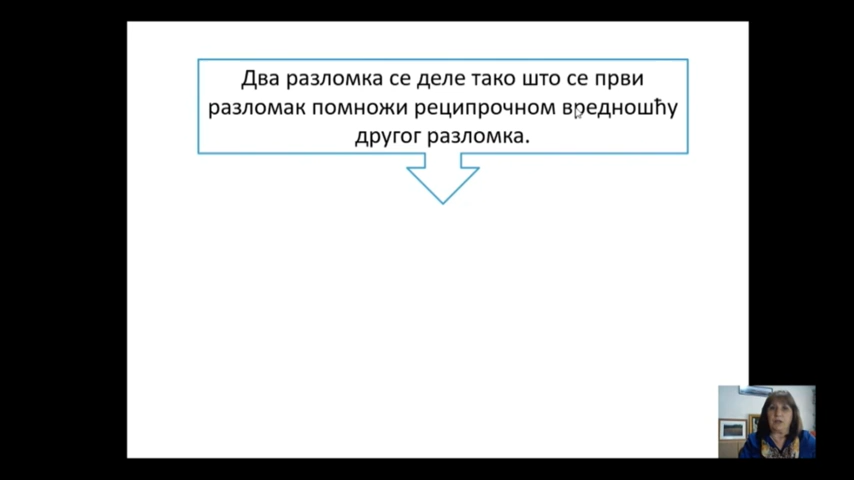 Два разломка се деле тако што се први
разломак помножи реципрочном вредношћу
другог разломка.